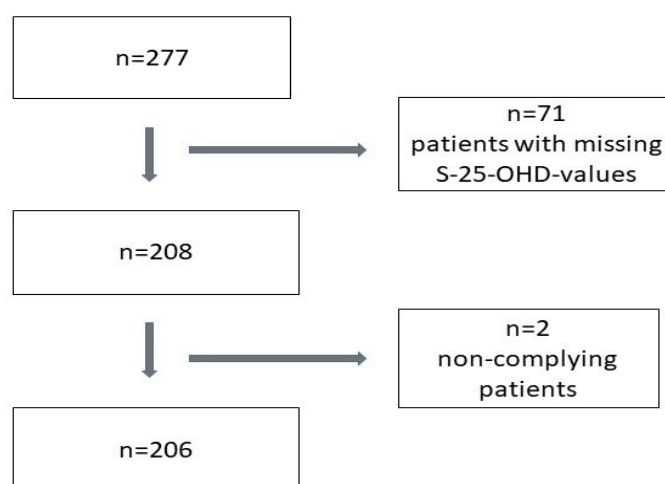 n=277
n=71
patients with missing
S-25-OHD-values
n=208
n=2
non-complying
patients
n=206